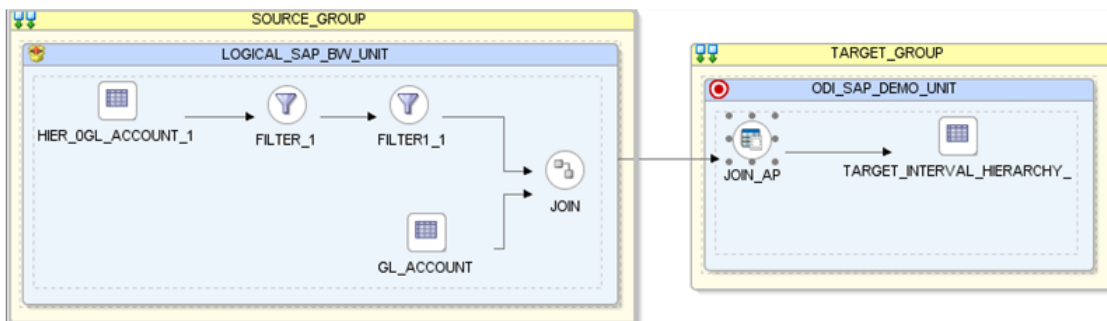 SOURCE_GROUP
LOGICAL_SAP_BW_UNIT
HIER_0GL_ACCOUNT_1
FILTER_1
FILTER1_1
JOIN
GL_ACCOUNT
TARGET_GROUP
ODI_SAP_DEMO_UNIT
JOIN_AP
TARGET_INTERVAL_HIERARCHY_